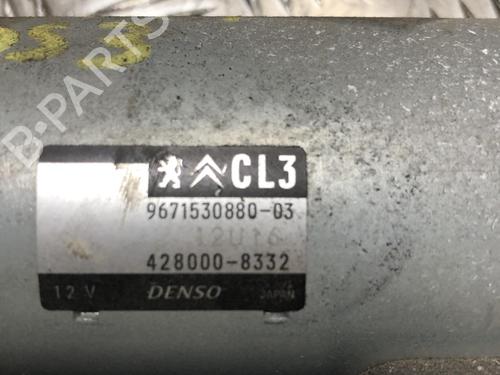 B-PARTS
CL3
9671530880-03
12U16
428000-8332
12 V DENSO JAPAN